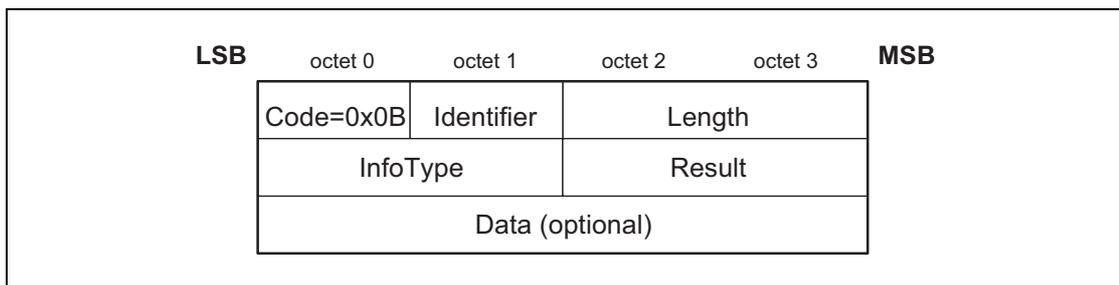 LSB octet 0 octet 1 octet 2 octet 3 MSB
Code=0x0B Identifier Length
InfoType Result
Data (optional)